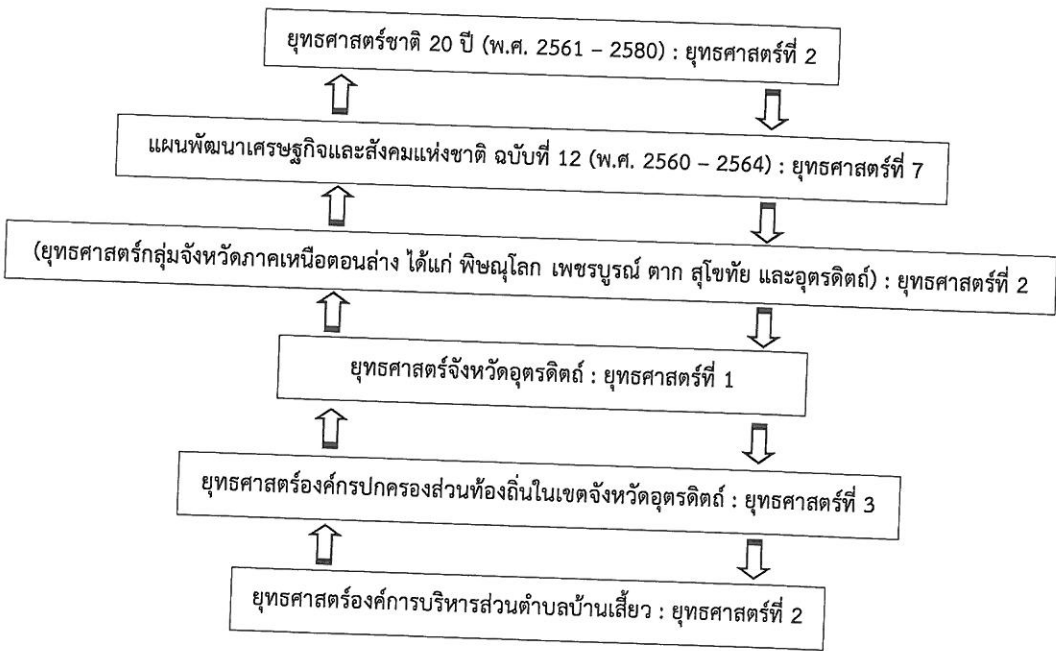 ยุทธศาสตร์ชาติ 20 ปี (พ.ศ. 2561 – 2580) : ยุทธศาสตร์ที่ 2
แผนพัฒนาเศรษฐกิจและสังคมแห่งชาติ ฉบับที่ 12 (พ.ศ. 2560 – 2564) : ยุทธศาสตร์ที่ 7
(ยุทธศาสตร์กลุ่มจังหวัดภาคเหนือตอนล่าง ได้แก่ พิษณุโลก เพชรบูรณ์ ตาก สุโขทัย และอุตรดิตถ์) : ยุทธศาสตร์ที่ 2
ยุทธศาสตร์จังหวัดอุตรดิตถ์ : ยุทธศาสตร์ที่ 1
ยุทธศาสตร์องค์กรปกครองส่วนท้องถิ่นในเขตจังหวัดอุตรดิตถ์ : ยุทธศาสตร์ที่ 3
ยุทธศาสตร์องค์การบริหารส่วนตำบลบ้านเสี้ยว : ยุทธศาสตร์ที่ 2